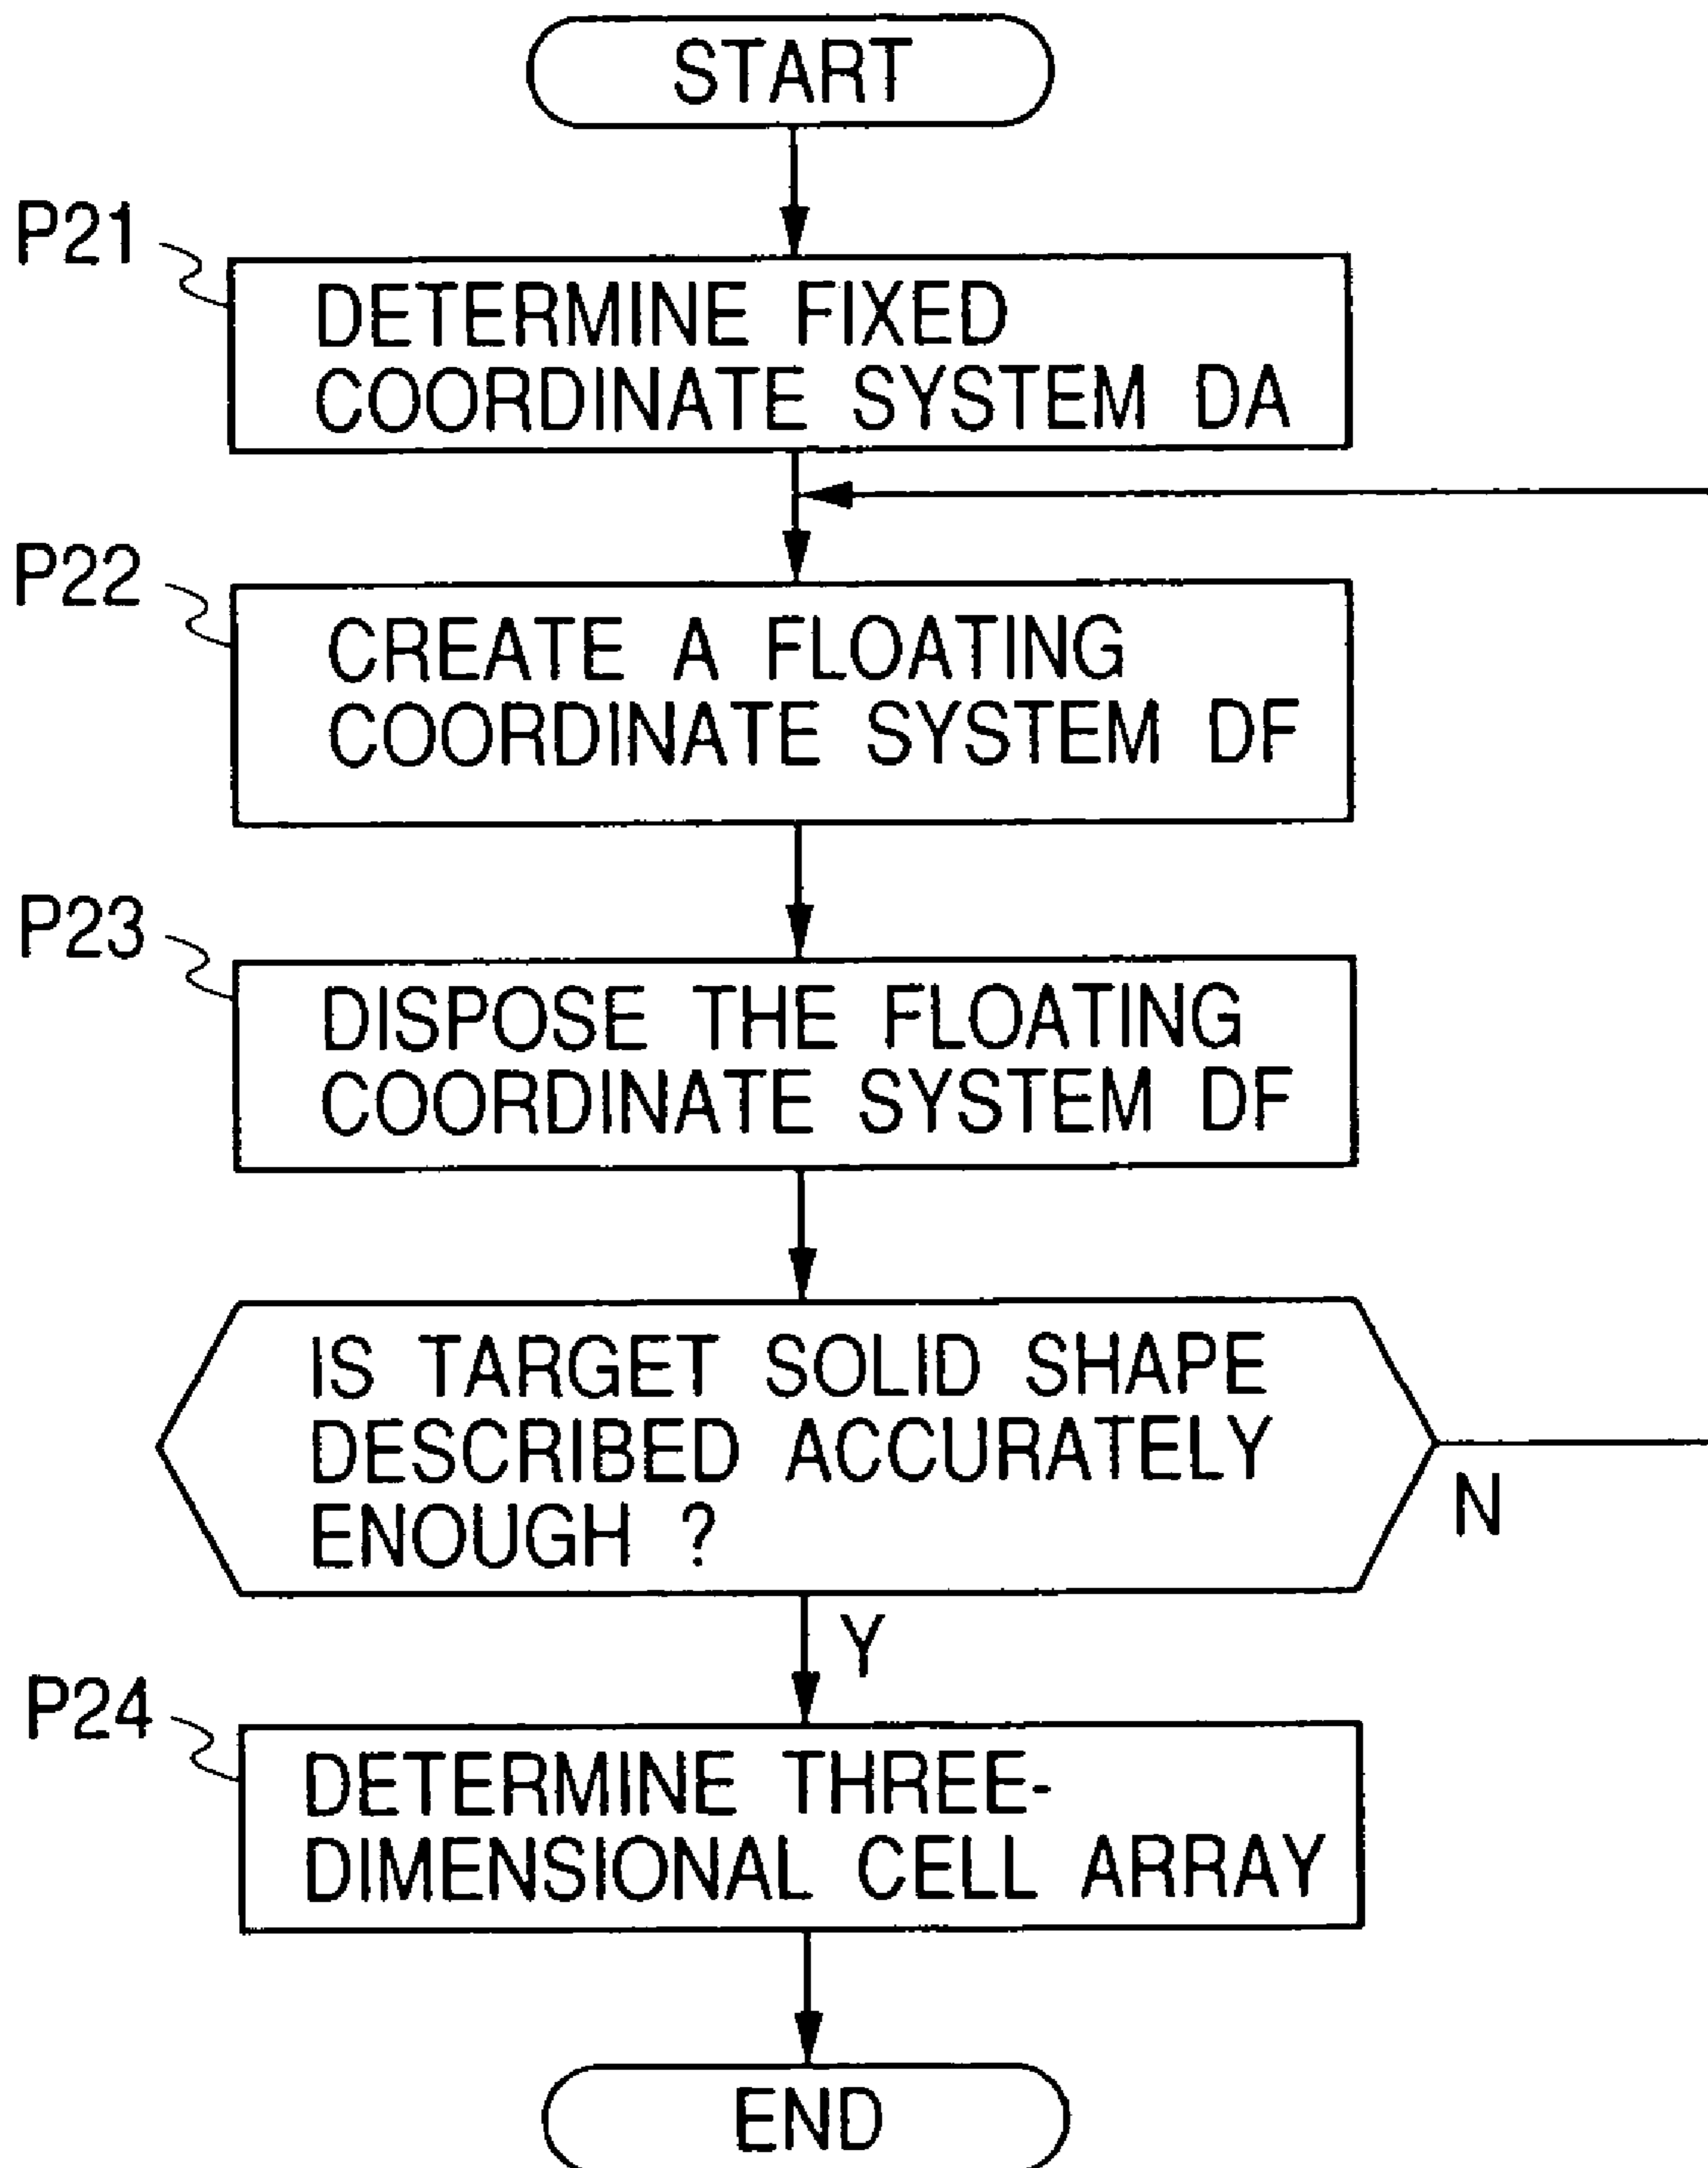 START
P21
DETERMINE FIXED
COORDINATE SYSTEM DA
P22
CREATE A FLOATING
COORDINATE SYSTEM DF
P23
DISPOSE THE FLOATING
COORDINATE SYSTEM DF
IS TARGET SOLID SHAPE
DESCRIBED ACCURATELY
ENOUGH ?
N
Y
P24
DETERMINE THREE-
DIMENSIONAL CELL ARRAY
END